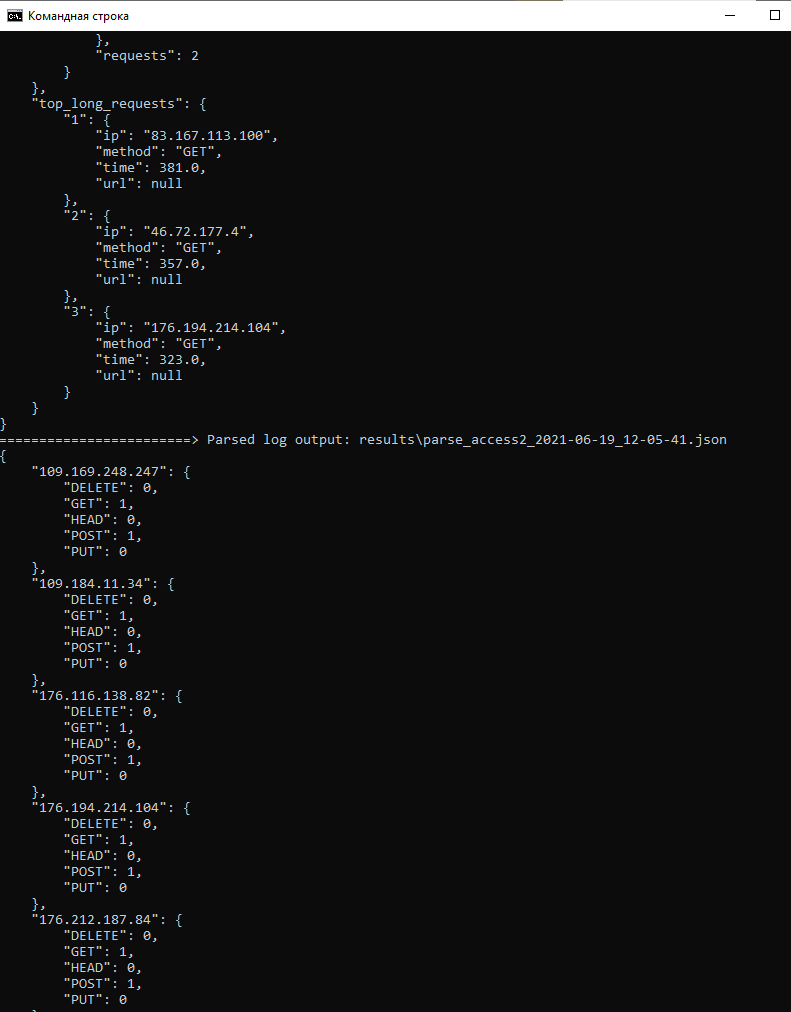 Командная строка
},
"requests": 2
}
},
"top_long_requests": {
"1": {
"ip": "83.167.113.100",
"method": "GET",
"time": 381.0,
"url": null
},
"2": {
"ip": "46.72.177.4",
"method": "GET",
"time": 357.0,
"url": null
},
"3": {
"ip": "176.194.214.104",
"method": "GET",
"time": 323.0,
"url": null
}
}
}
========================> Parsed log output: results\parse_access2_2021-06-19_12-05-41.json
{
"109.169.248.247": {
"DELETE": 0,
"GET": 1,
"HEAD": 0,
"POST": 1,
"PUT": 0
},
"109.184.11.34": {
"DELETE": 0,
"GET": 1,
"HEAD": 0,
"POST": 1,
"PUT": 0
},
"176.116.138.82": {
"DELETE": 0,
"GET": 1,
"HEAD": 0,
"POST": 1,
"PUT": 0
},
"176.194.214.104": {
"DELETE": 0,
"GET": 1,
"HEAD": 0,
"POST": 1,
"PUT": 0
},
"176.212.187.84": {
"DELETE": 0,
"GET": 1,
"HEAD": 0,
"POST": 1,
"PUT": 0